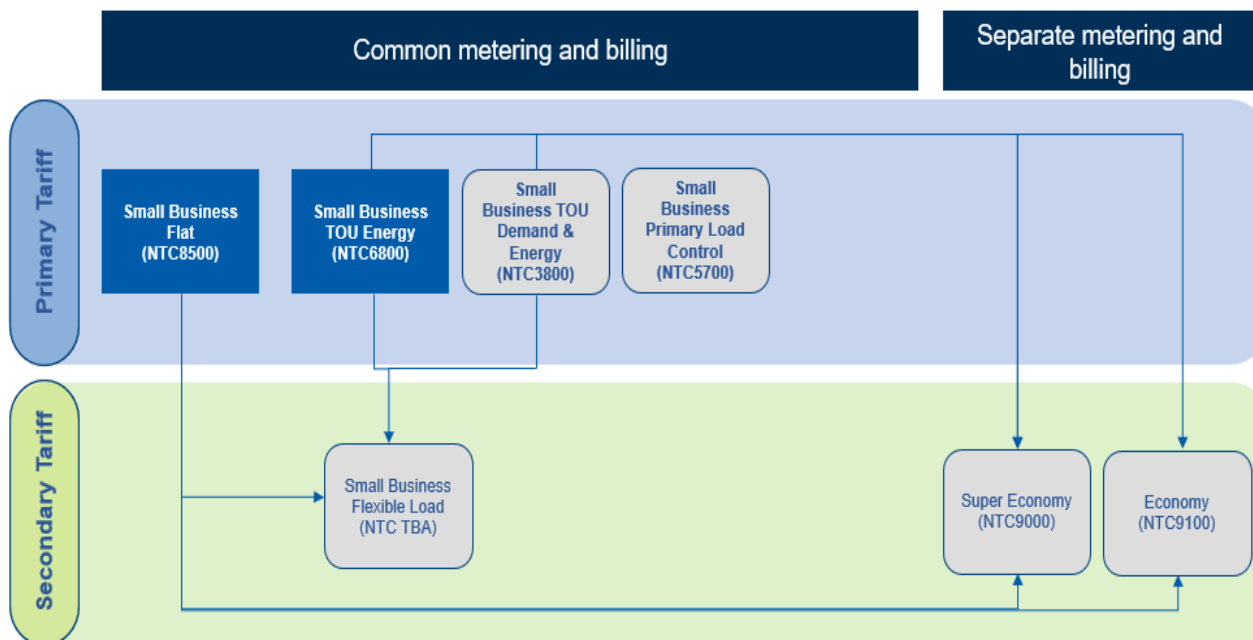 Common metering and billing
Separate metering and
billing
Primary Tariff
Small Business
Flat
(NTC8500)
Small Business
TOU Energy
(NTC6800)
Small
Business TOU
Demand &
Energy
(NTC3800)
Small
Business
Primary Load
Control
(NTC5700)
Secondary Tariff
Small Business
Flexible Load
(NTC TBA)
Super Economy
(NTC9000)
Economy
(NTC9100)